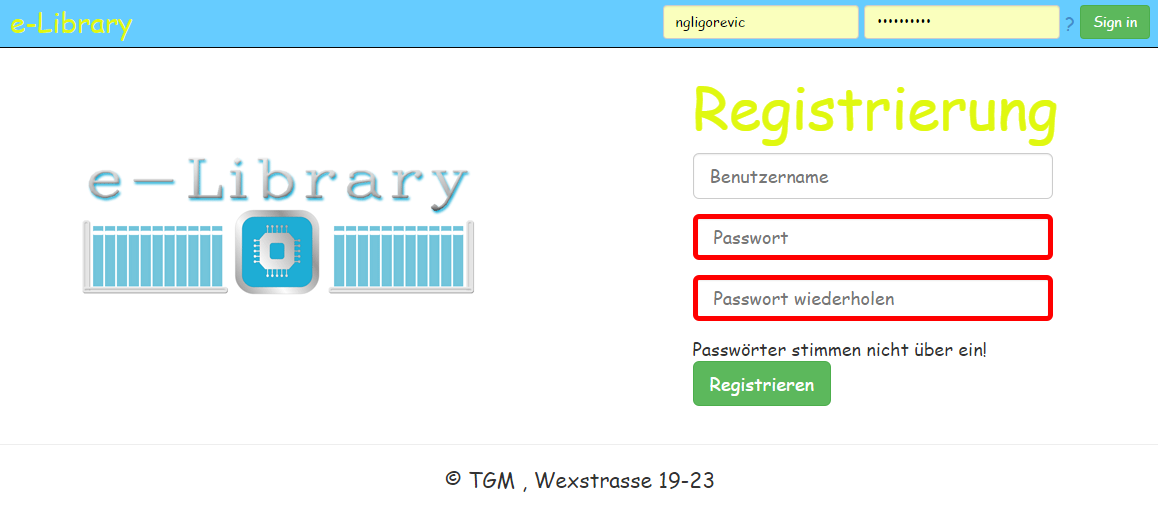 e-Library
ngligorevic
••••••••••
?
Sign in
Registrierung
e-Library
Benutzername
Passwort
Passwort wiederholen
Passwörter stimmen nicht über ein!
Registrieren
© TGM , Wexstrasse 19-23